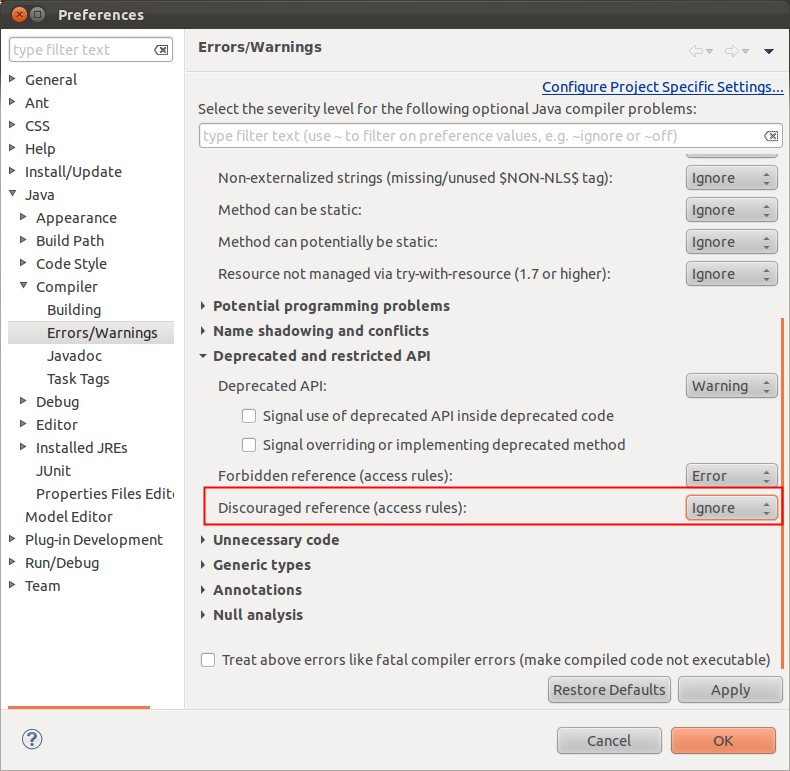 Preferences
type filter text
General
Ant
CSS
Help
Install/Update
Java
Appearance
Build Path
Code Style
Compiler
Building
Errors/Warnings
Javadoc
Task Tags
Debug
Editor
Installed JREs
JUnit
Properties Files Edit
Model Editor
Plug-in Development
Run/Debug
Team
Errors/Warnings
Configure Project Specific Settings...
Select the severity level for the following optional Java compiler problems:
type filter text (use ~ to filter on preference values, e.g. ~ignore or ~off)
Non-externalized strings (missing/unused $NON-NLS$ tag): Ignore
Method can be static: Ignore
Method can potentially be static: Ignore
Resource not managed via try-with-resource (1.7 or higher): Ignore
Potential programming problems
Name shadowing and conflicts
Deprecated and restricted API
Deprecated API: Warning
Signal use of deprecated API inside deprecated code
Signal overriding or implementing deprecated method
Forbidden reference (access rules): Error
Discouraged reference (access rules): Ignore
Unnecessary code
Generic types
Annotations
Null analysis
Treat above errors like fatal compiler errors (make compiled code not executable)
Restore Defaults Apply
? Cancel OK